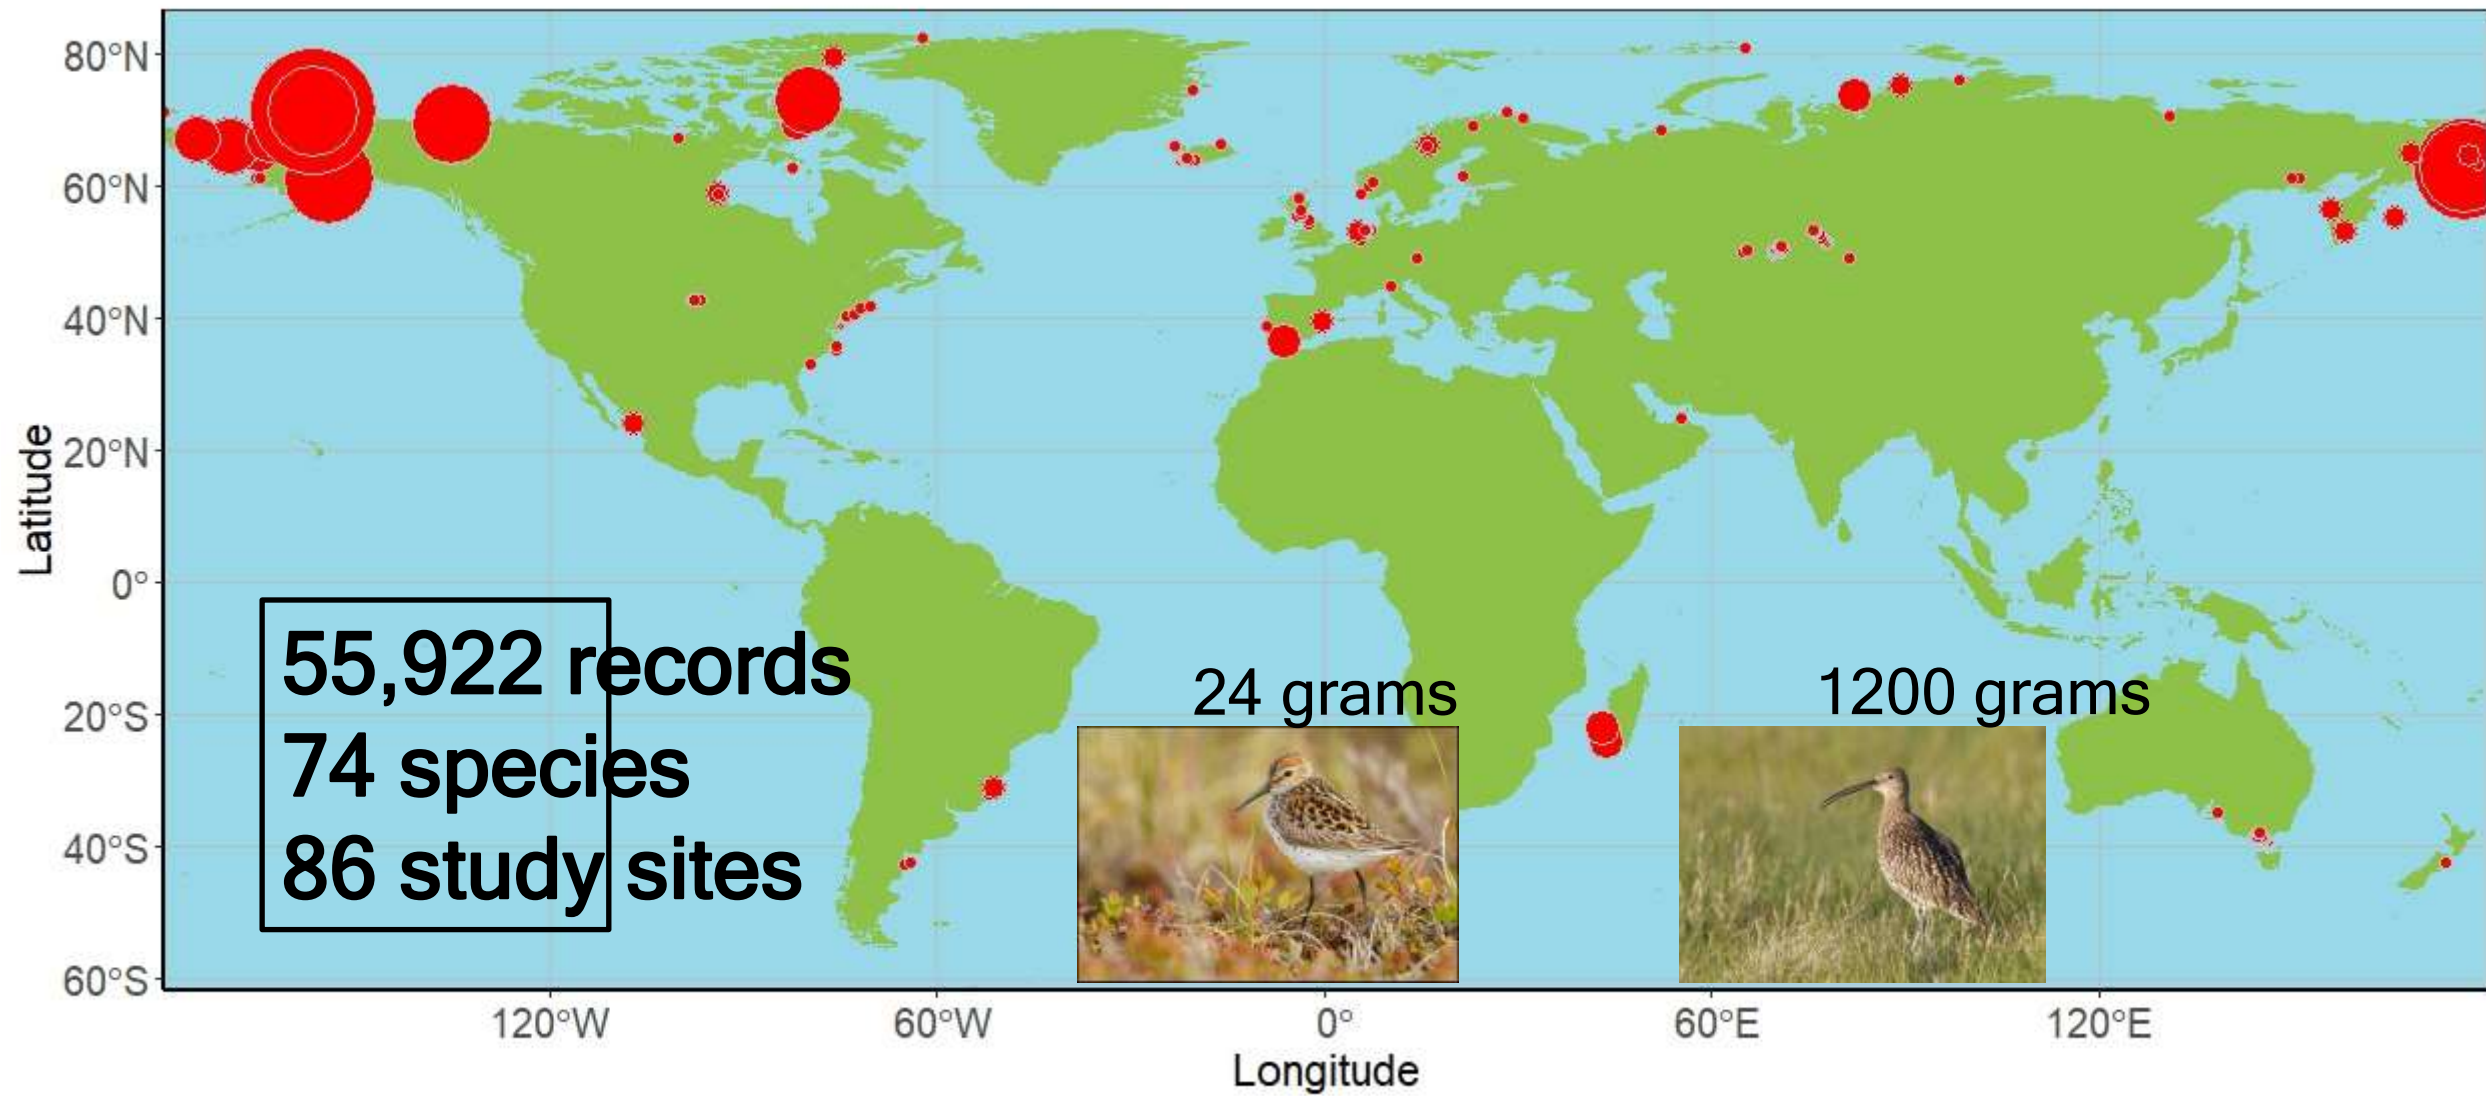 80°N
60°N
40°N
20°N
0°
20°S
40°S
60°S
Latitude
55,922 records
74 species
86 study sites
24 grams
1200 grams
120°W
60°W
0°
60°E
120°E
Longitude